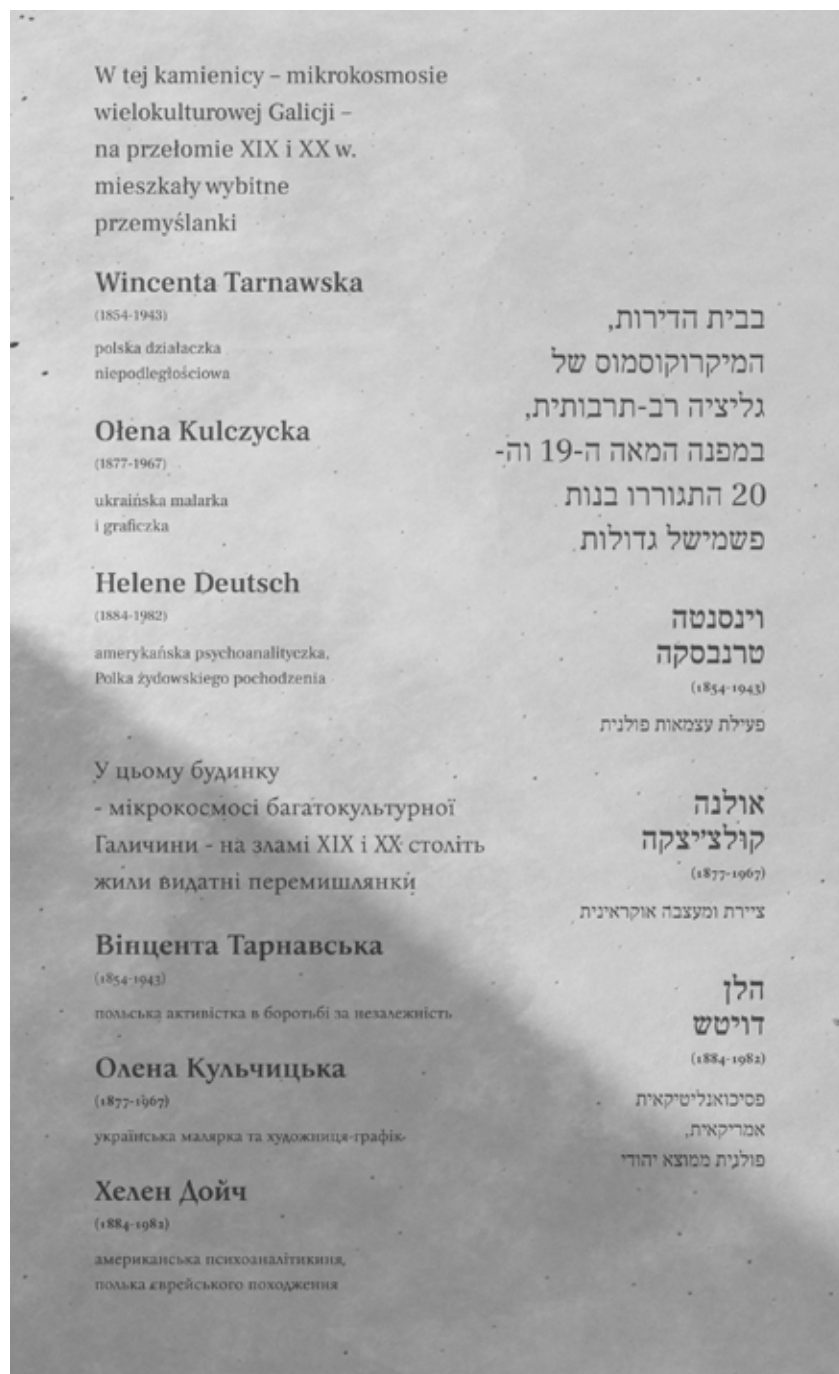 W tej kamienicy – mikrokosmosie
wielokulturowej Galicji –
na przełomie XIX i XX w.
mieszkały wybitne
przemyślanki
Wincenta Tarnawska
(1854-1943)
polska działaczka
niepodległościowa
Ołena Kulczycka
(1877-1967)
ukraińska malarka
i graficzka
Helene Deutsch
(1884-1982)
amerykańska psychoanalityczka,
Polka żydowskiego pochodzenia
У цьому будинку
- мікрокосмосі багатокультурної
Галичини - на зламі XIX і XX століть
жили видатні перемишлянки
Вінцента Тарнавська
(1854-1943)
польська активістка в боротьбі за незалежність
Олена Кульчицька
(1877-1967)
українська малярка та художниця-графік
Хелен Дойч
(1884-1982)
американська психоаналітикиня,
полька єврейського походження
בבית הדירות,
המיקרוקוסמוס של
גליציה רב-תרבותית,
במפנה המאה ה-19 וה-
20 התגוררו בנות
פשמישל גדולות
וינסנטה
טרנבסקה
(1854-1943)
פעילת עצמאות פולנית
אולנה
קולצ'יצקה
(1877-1967)
ציירת ומעצבה אוקראינית
הלן
דויטש
(1884-1982)
פסיכואנליטיקאית
אמריקאית,
פולנית ממוצא יהודי